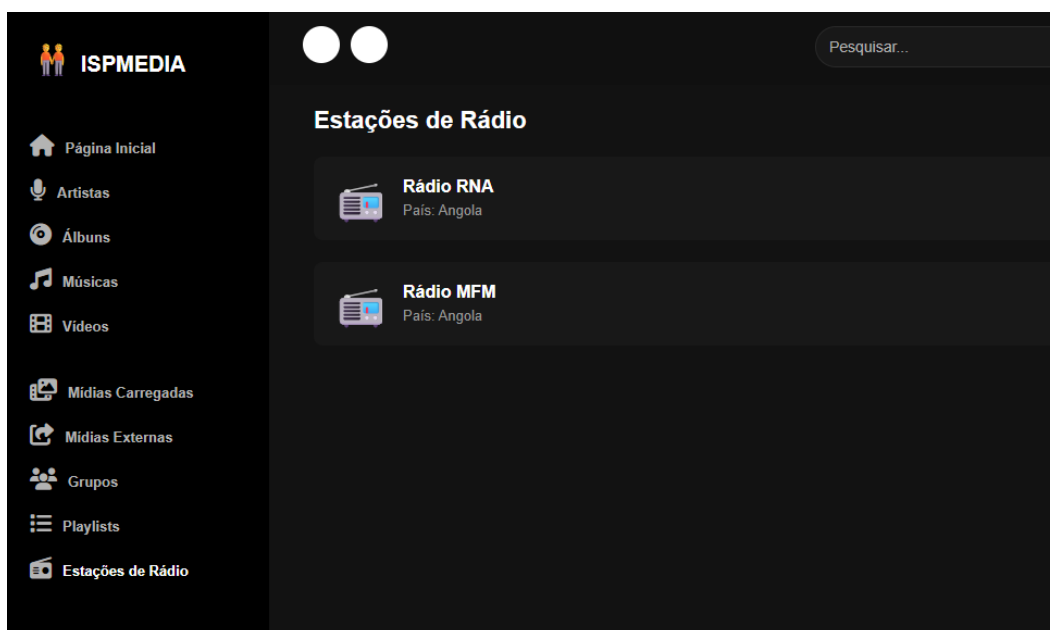 ISPMEDIA
Pesquisar...
Página Inicial
Artistas
Álbuns
Músicas
Vídeos
Mídias Carregadas
Mídias Externas
Grupos
Playlists
Estações de Rádio
Estações de Rádio
Rádio RNA
País: Angola
Rádio MFM
País: Angola